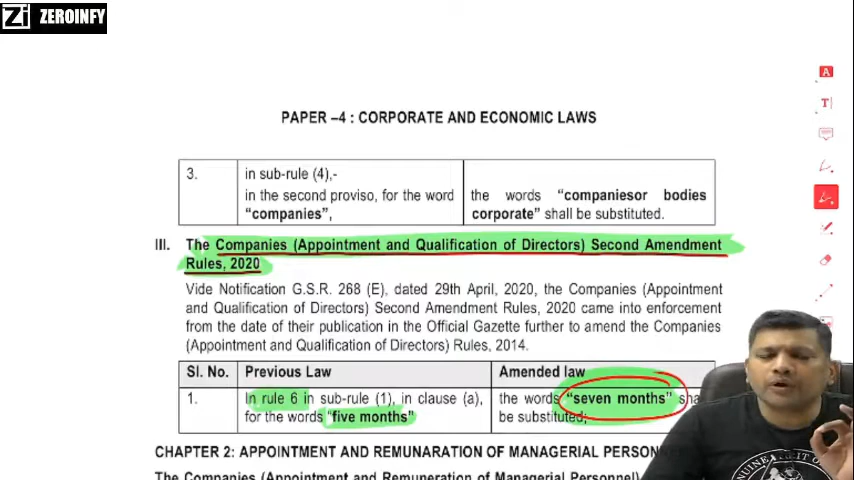 Zi ZEROINFY
PAPER –4 : CORPORATE AND ECONOMIC LAWS
3. in sub-rule (4),-
in the second proviso, for the word the words “companiesor bodies
“companies”, corporate” shall be substituted.
III. The Companies (Appointment and Qualification of Directors) Second Amendment
Rules, 2020
Vide Notification G.S.R. 268 (E), dated 29th April, 2020, the Companies (Appointment
and Qualification of Directors) Second Amendment Rules, 2020 came into enforcement
from the date of their publication in the Official Gazette further to amend the Companies
(Appointment and Qualification of Directors) Rules, 2014.
Sl. No. Previous Law Amended law
1. In rule 6 in sub-rule (1), in clause (a), the words “seven months”
for the words “five months” be substituted;
CHAPTER 2: APPOINTMENT AND REMUNARATION OF MANAGERIAL
The Companies (Appointment and Remuneration of Managerial Personnel)